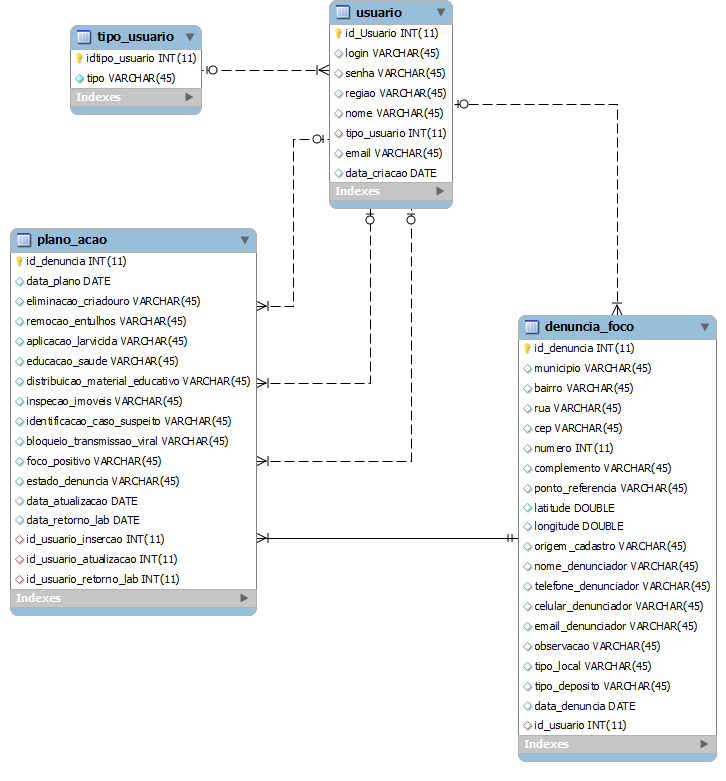 tipo_usuario
idtipo_usuario INT(11)
tipo VARCHAR(45)
Indexes
usuario
id_Usuario INT(11)
login VARCHAR(45)
senha VARCHAR(45)
regiao VARCHAR(45)
nome VARCHAR(45)
tipo_usuario INT(11)
email VARCHAR(45)
data_criacao DATE
Indexes
plano_acao
id_denuncia INT(11)
data_plano DATE
eliminacao_criadouro VARCHAR(45)
remocao_entulhos VARCHAR(45)
aplicacao_larvicida VARCHAR(45)
educacao_saude VARCHAR(45)
distribuicao_material_educativo VARCHAR(45)
inspecao_imoveis VARCHAR(45)
identificacao_caso_suspeito VARCHAR(45)
bloqueio_transmissao_viral VARCHAR(45)
foco_positivo VARCHAR(45)
estado_denuncia VARCHAR(45)
data_atualizacao DATE
data_retorno_lab DATE
id_usuario_insercao INT(11)
id_usuario_atualizacao INT(11)
id_usuario_retorno_lab INT(11)
Indexes
denuncia_foco
id_denuncia INT(11)
municipio VARCHAR(45)
bairro VARCHAR(45)
rua VARCHAR(45)
cep VARCHAR(45)
numero INT(11)
complemento VARCHAR(45)
ponto_referencia VARCHAR(45)
latitude DOUBLE
longitude DOUBLE
origem_cadastro VARCHAR(45)
nome_denunciador VARCHAR(45)
telefone_denunciador VARCHAR(45)
celular_denunciador VARCHAR(45)
email_denunciador VARCHAR(45)
observacao VARCHAR(45)
tipo_local VARCHAR(45)
tipo_deposito VARCHAR(45)
data_denuncia DATE
id_usuario INT(11)
Indexes